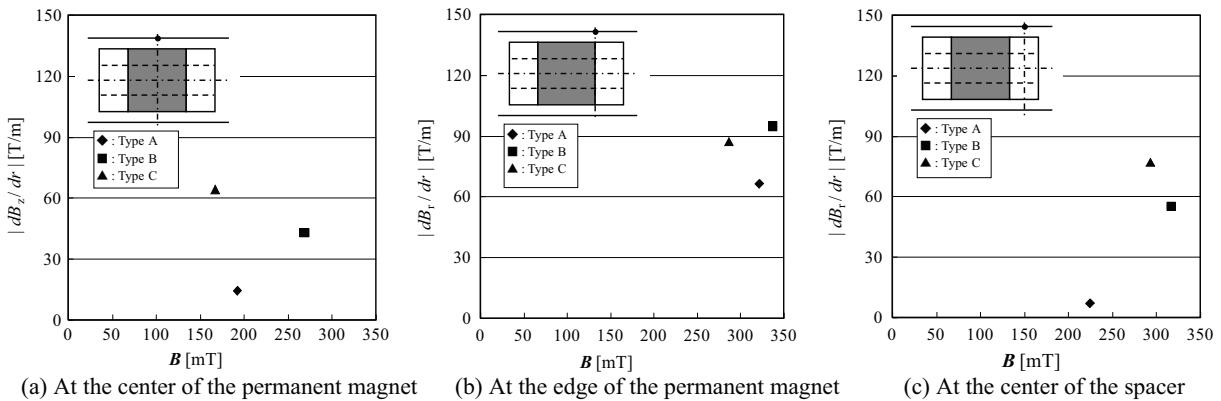 150
120
90
60
30
0
| dB_z / dr | [T/m]
◆ : Type A
■ : Type B
▲ : Type C
0 50 100 150 200 250 300 350
B [mT]
(a) At the center of the permanent magnet
150
120
90
60
30
0
| dB_r / dr | [T/m]
◆ : Type A
■ : Type B
▲ : Type C
0 50 100 150 200 250 300 350
B [mT]
(b) At the edge of the permanent magnet
150
120
90
60
30
0
| dB_r / dr | [T/m]
◆ : Type A
■ : Type B
▲ : Type C
0 50 100 150 200 250 300 350
B [mT]
(c) At the center of the spacer